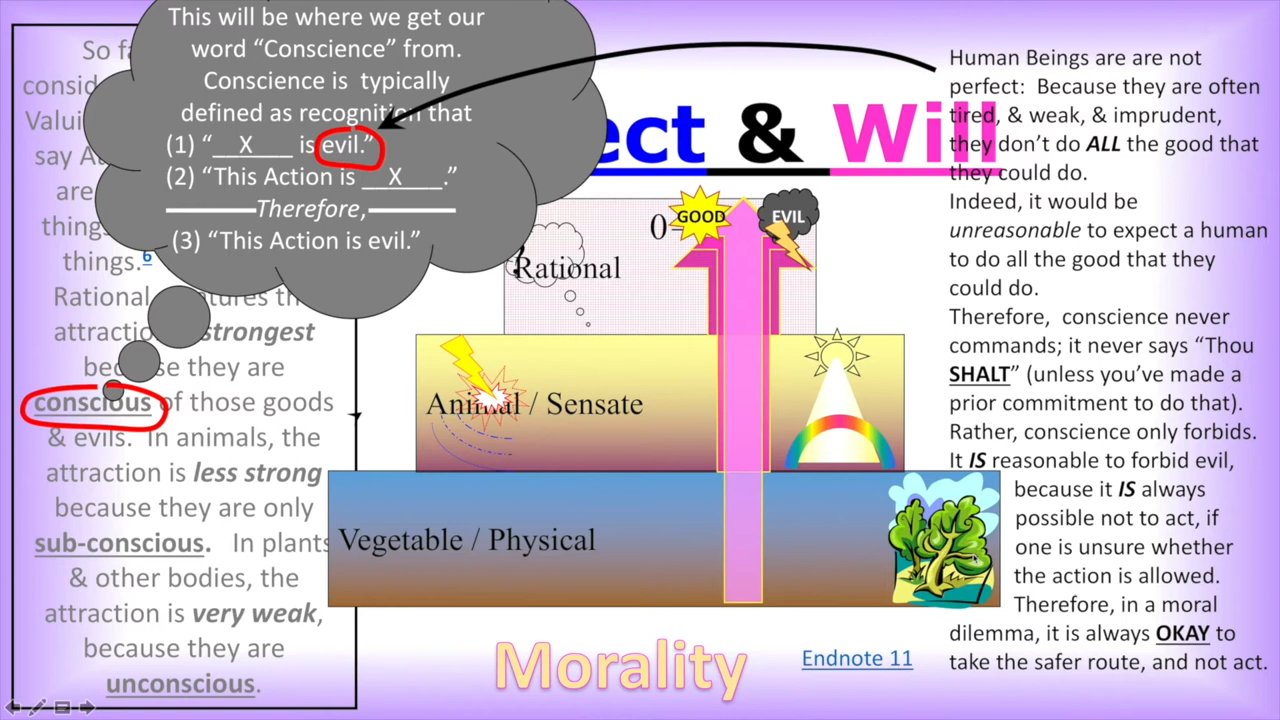 This will be where we get our
word “Conscience” from.
Conscience is typically
defined as recognition that
(1) “__X___ is evil.”
(2) “This Action is __X___.”
Therefore,
(3) “This Action is evil.”
So
Valui
say
are
things
things.6
Rational
strongest
they are
conscious of those goods
& evils. In animals, the
attraction is less strong
because they are only
sub-conscious. In plants
& other bodies, the
attraction is very weak,
because they are
unconscious.
ect & Will
GOOD
EVIL
0
Rational
Animal / Sensate
Vegetable / Physical
Morality
Endnote 11
Human Beings are are not
perfect: Because they are often
tired, & weak, & imprudent,
they don’t do ALL the good that
they could do.
Indeed, it would be
unreasonable to expect a human
to do all the good that they
could do.
Therefore, conscience never
commands; it never says “Thou
SHALT” (unless you’ve made a
prior commitment to do that).
Rather, conscience only forbids.
It IS reasonable to forbid evil,
because it IS always
possible not to act, if
one is unsure whether
the action is allowed.
Therefore, in a moral
dilemma, it is always OKAY to
take the safer route, and not act.